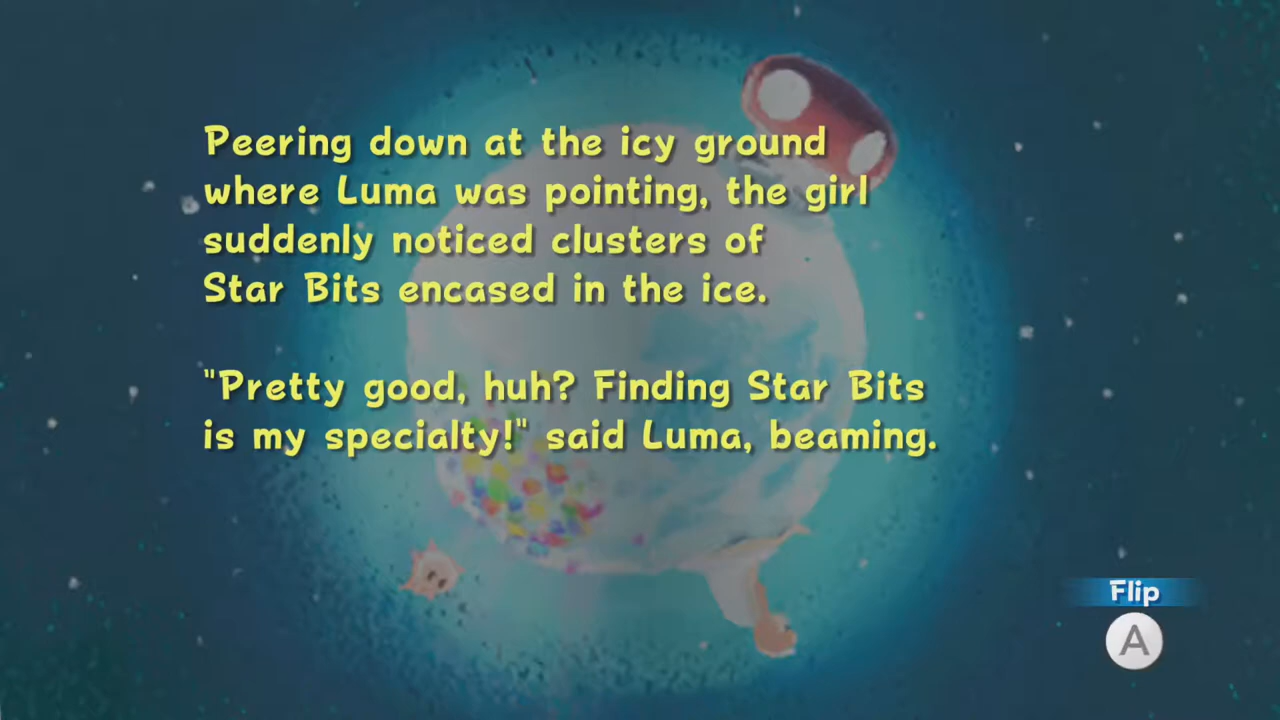 Peering down at the icy ground
where Luma was pointing, the girl
suddenly noticed clusters of
Star Bits encased in the ice.
"Pretty good, huh? Finding Star Bits
is my specialty!" said Luma, beaming.
Flip
A